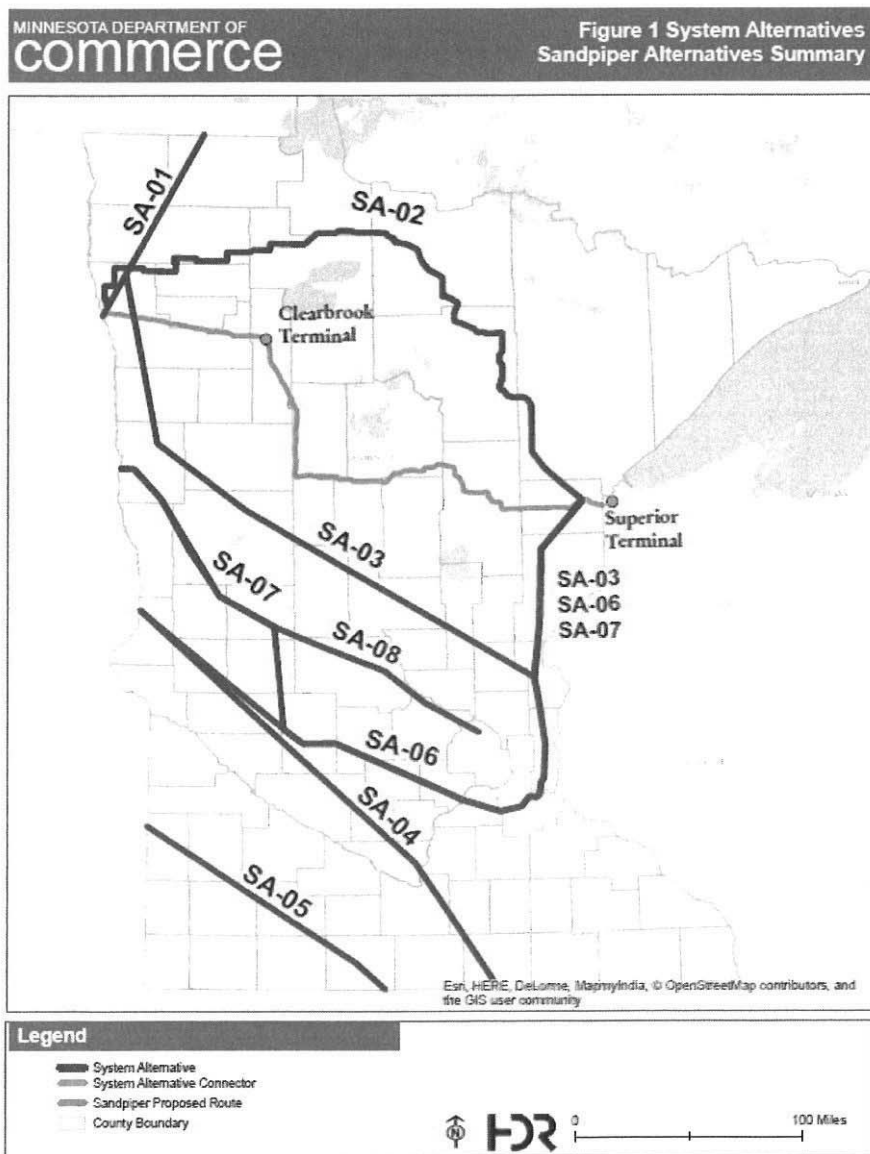 MINNESOTA DEPARTMENT OF
commerce
Figure 1 System Alternatives
Sandpiper Alternatives Summary
SA-01
SA-02
Clearbrook
Terminal
Superior
Terminal
SA-03
SA-03
SA-06
SA-07
SA-07
SA-08
SA-06
SA-04
SA-05
Esri, HERE, DeLorme, MapmyIndia, © OpenStreetMap contributors, and
the GIS user community
Legend
System Alternative
System Alternative Connector
Sandpiper Proposed Route
County Boundary
N
HDR
0
100 Miles